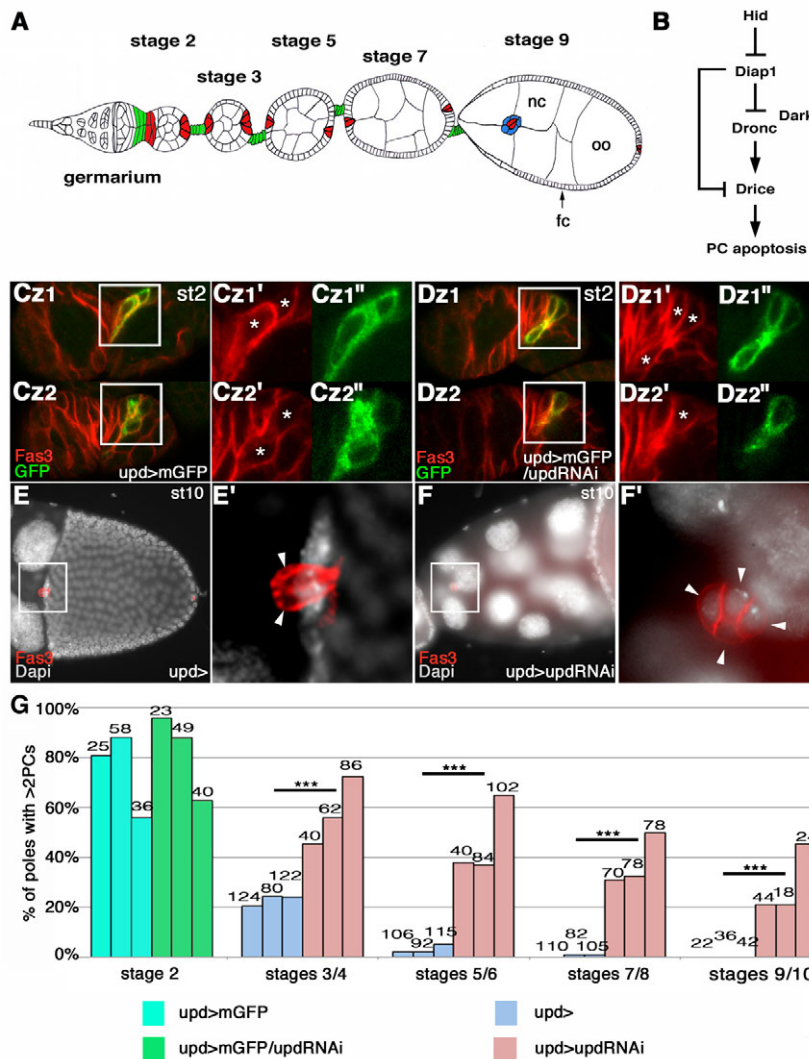 A
stage 2
stage 3
stage 5
stage 7
stage 9
germarium
nc
oo
fc
B
Hid
Diap1
Dark
Dronc
Drice
PC apoptosis
Cz1
st2
Cz1'
*
*
Cz1"
Dz1
st2
Dz1'
* *
*
Dz1"
Cz2
Fas3
GFP
upd>mGFP
Cz2'
*
*
Cz2"
Dz2
Fas3
GFP
upd>mGFP
/updRNAi
Dz2'
*
Dz2"
E
st10
Fas3
Dapi
upd>
E'
F
st10
Fas3
Dapi
upd>updRNAi
F'
G
% of poles with >2PCs
100%
80%
60%
40%
20%
0%
25 58 36 23 49 40
124 80 122 40 62 86
***
106 92 115 40 84 102
***
110 82 105 70 78 78
***
22 36 42 44 18 24
***
stage 2
stages 3/4
stages 5/6
stages 7/8
stages 9/10
upd>mGFP
upd>
upd>mGFP/updRNAi
upd>updRNAi